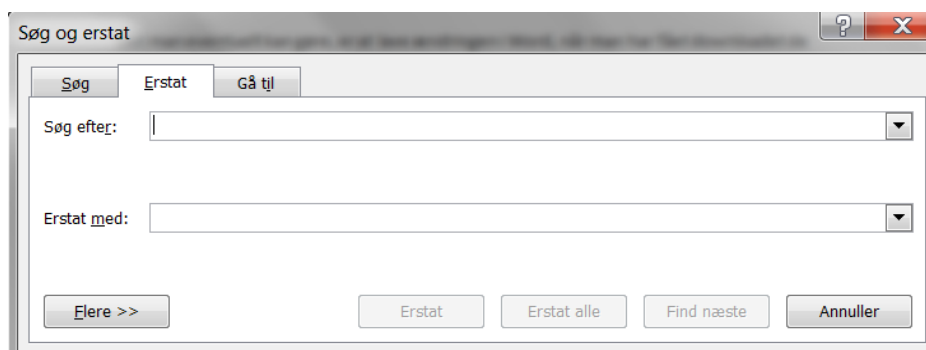 Søg og erstat
Søg Erstat Gå til
Søg efter:
Erstat med:
Flere >> Erstat Erstat alle Find næste Annuller